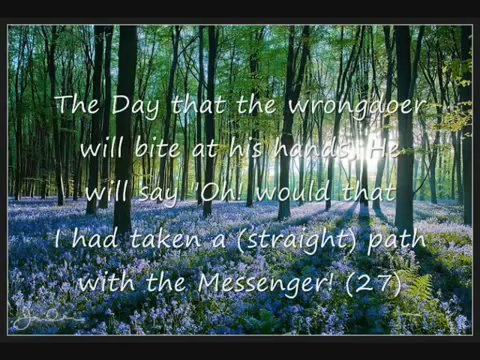 The Day that the wrongdoer
will bite at his hands, He
will say "Oh! would that
I had taken a (straight) path
with the Messenger! (27)